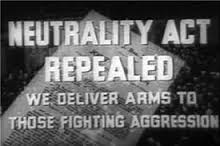 NEUTRALITY ACT
REPEALED
WE DELIVER ARMS TO
THOSE FIGHTING AGGRESSION